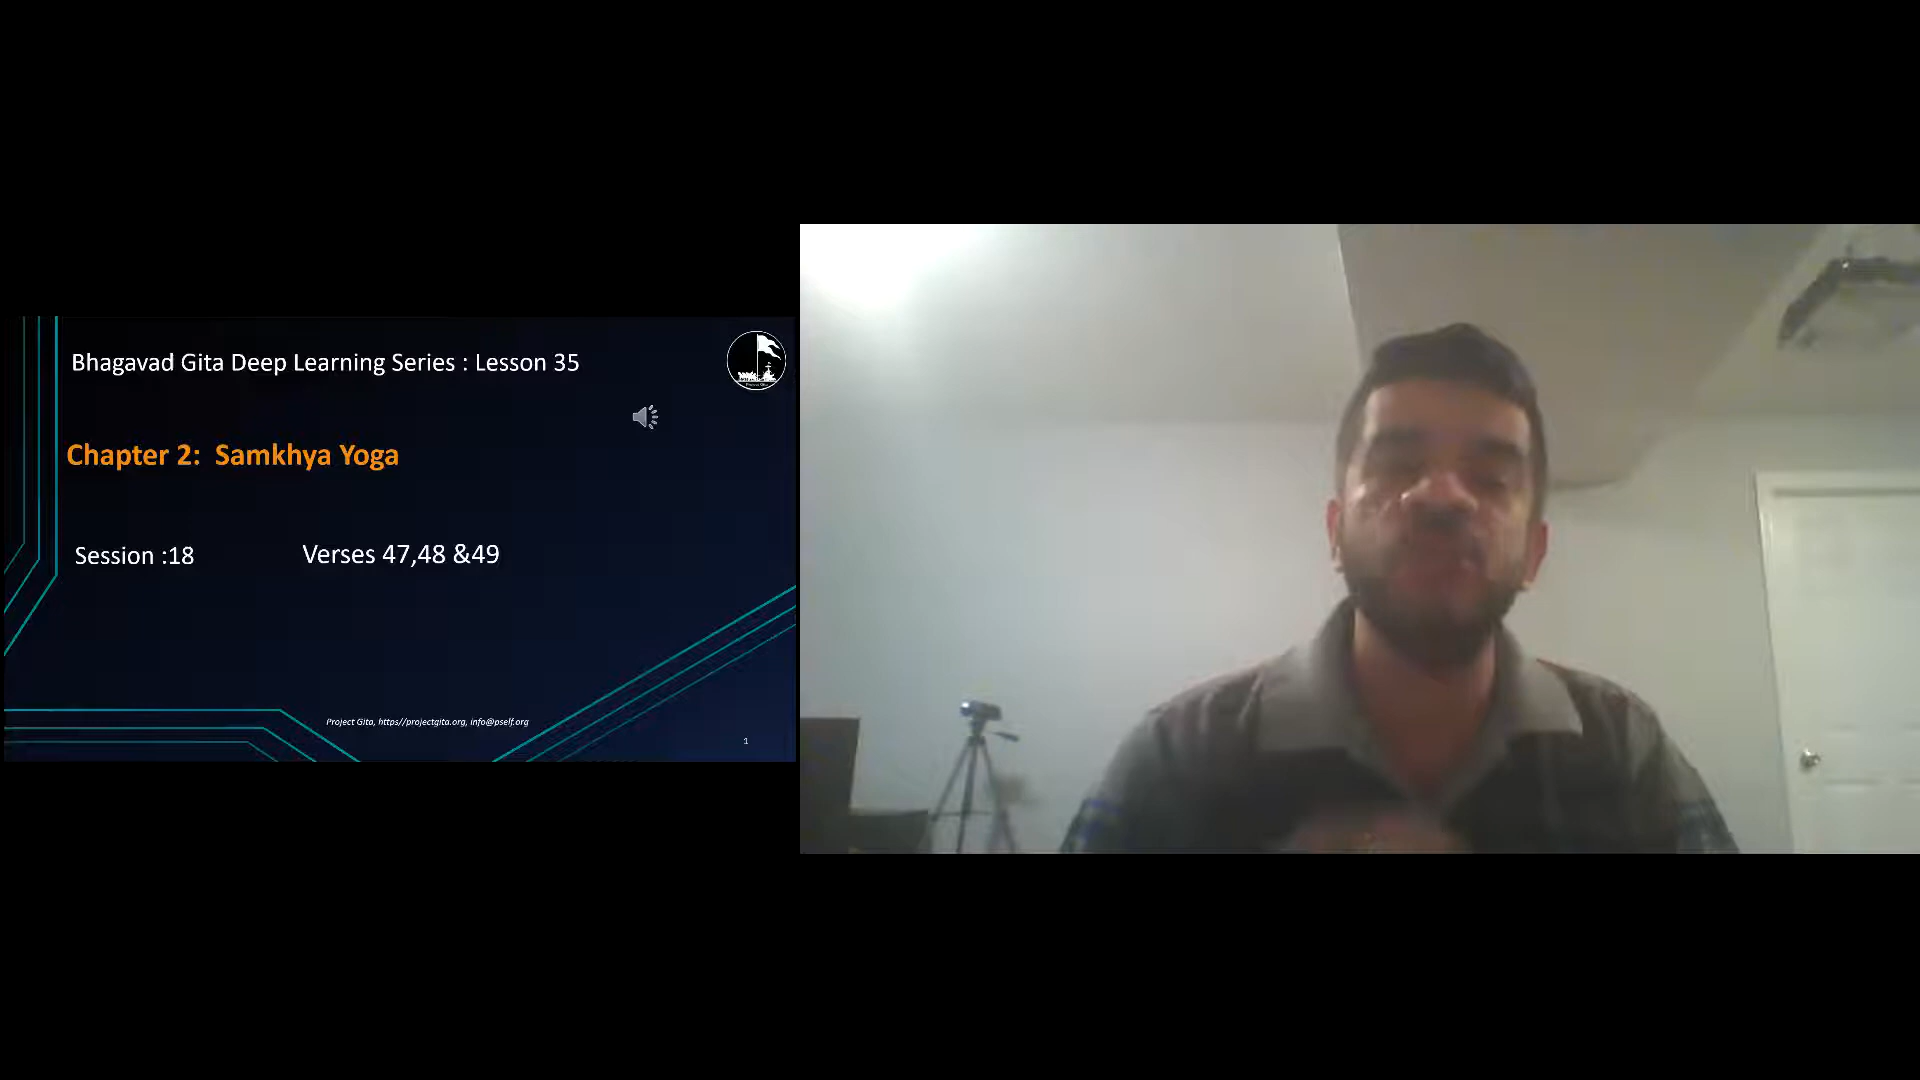 Bhagavad Gita Deep Learning Series : Lesson 35
Chapter 2: Samkhya Yoga
Session :18 Verses 47,48 &49
Project Gita, https//projectgita.org, info@pself.org
1